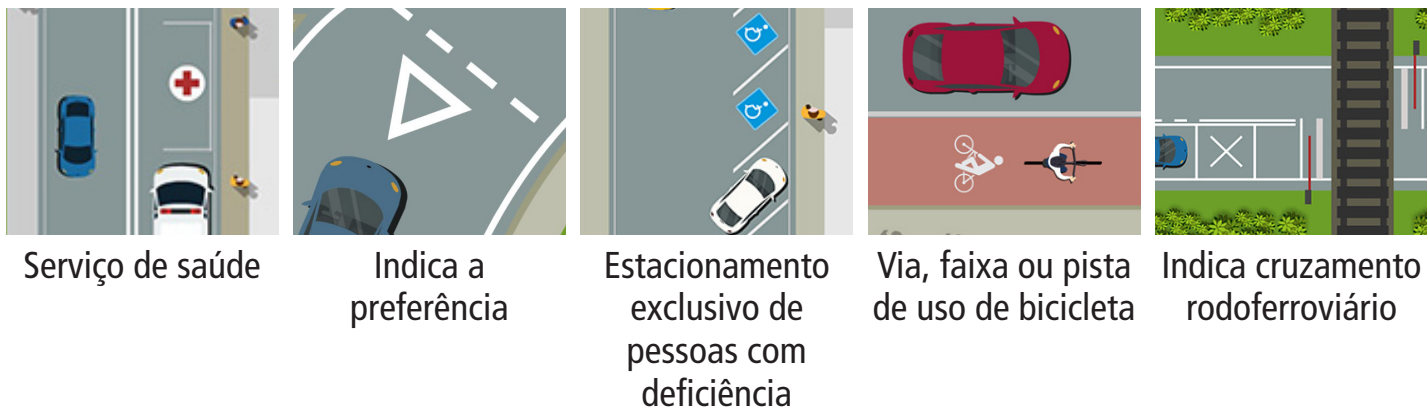 Serviço de saúde
Indica a
preferência
Estacionamento
exclusivo de
pessoas com
deficiência
Via, faixa ou pista
de uso de bicicleta
Indica cruzamento
rodoferroviário